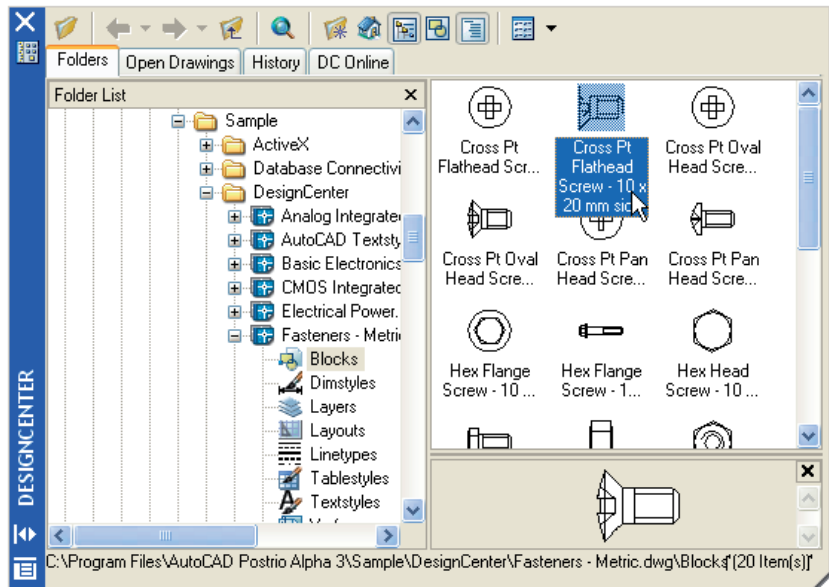 Folders
Open Drawings
History
DC Online
Folder List
Sample
ActiveX
Database Connectivi
DesignCenter
Analog Integrate
AutoCAD Textsty
Basic Electronics
CMOS Integrated
Electrical Power.
Fasteners - Metri
Blocks
Dimstyles
Layers
Layouts
Linetypes
Tablestyles
Textstyles
Cross Pt
Flathead Scr...
Cross Pt
Flathead
Screw - 10 x
20 mm sid
Cross Pt Oval
Head Scre...
Cross Pt Oval
Head Scre...
Cross Pt Pan
Head Scre...
Cross Pt Pan
Head Scre...
Hex Flange
Screw - 10 ...
Hex Flange
Screw - 1...
Hex Head
Screw - 10 ...
DESIGNCENTER
C:\Program Files\AutoCAD Postrio Alpha 3\Sample\DesignCenter\Fasteners - Metric.dwg\Blocks (20 Item(s))